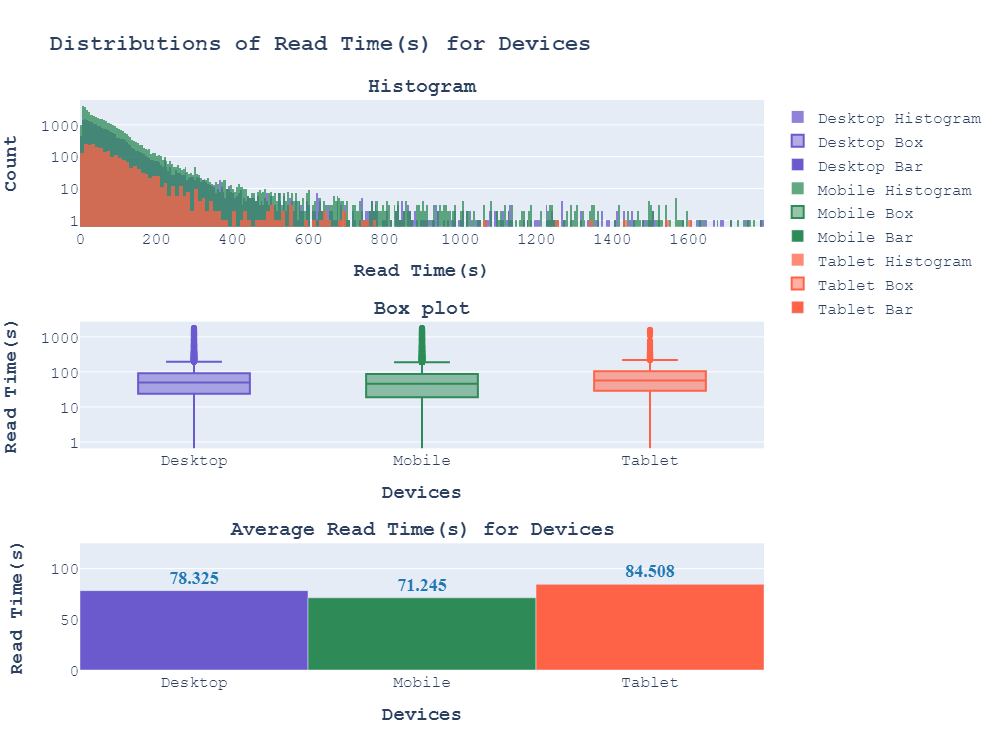 Distributions of Read Time(s) for Devices
Histogram
Count
1000
100
10
1
0 200 400 600 800 1000 1200 1400 1600
Read Time(s)
Desktop Histogram
Desktop Box
Desktop Bar
Mobile Histogram
Mobile Box
Mobile Bar
Tablet Histogram
Tablet Box
Tablet Bar
Box plot
Read Time(s)
1000
100
10
1
Desktop Mobile Tablet
Devices
Average Read Time(s) for Devices
Read Time(s)
100
50
0
78.325 71.245 84.508
Desktop Mobile Tablet
Devices